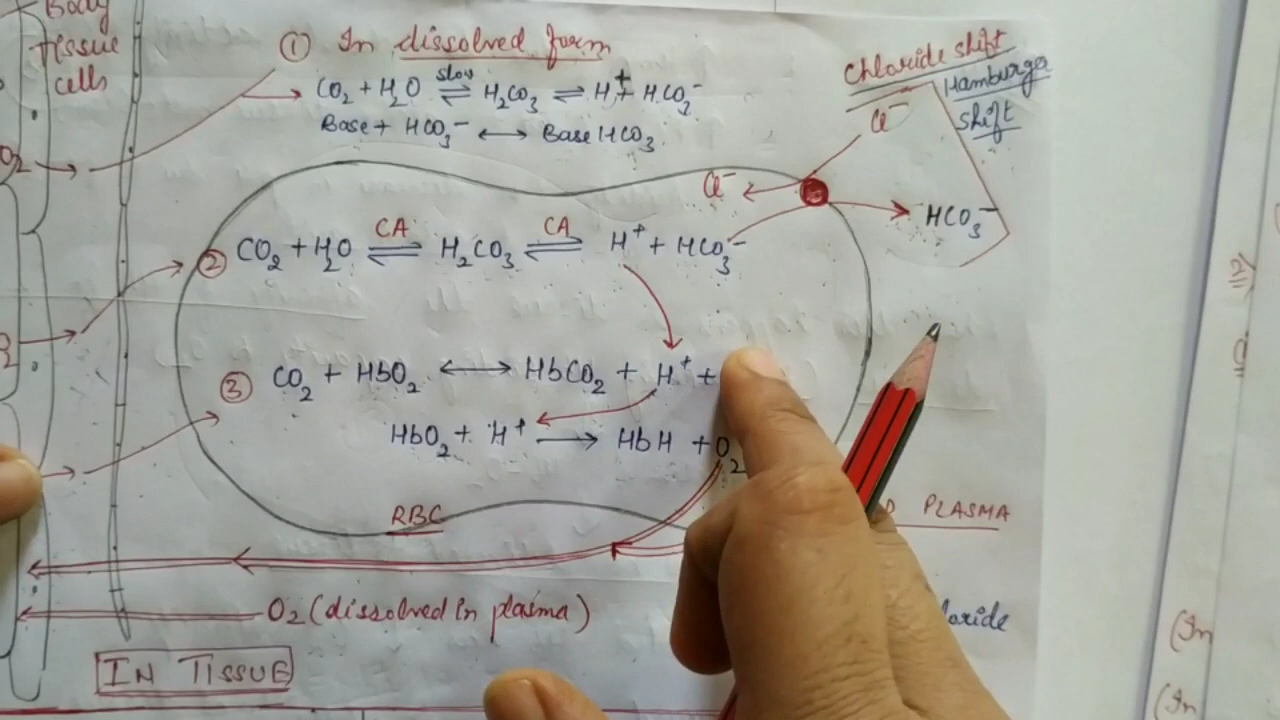 Body
tissue
cells
① In dissolved form
CO₂ + H₂O ⇌ slow H₂CO₃ ⇌ H⁺ + HCO₃⁻
Base + HCO₃⁻ ⟷ Base HCO₃
Chloride shift
Hamburger
shift
Cl⁻
Cl⁻
HCO₃⁻
② CO₂ + H₂O ⇌ CA H₂CO₃ ⇌ CA H⁺ + HCO₃⁻
③ CO₂ + HbO₂ ⟷ HbCO₂ + H⁺ +
HbO₂ + H⁺ ⟶ HbH + O₂
RBC
PLASMA
O₂ (dissolved in plasma)
IN TISSUE
(In
(In